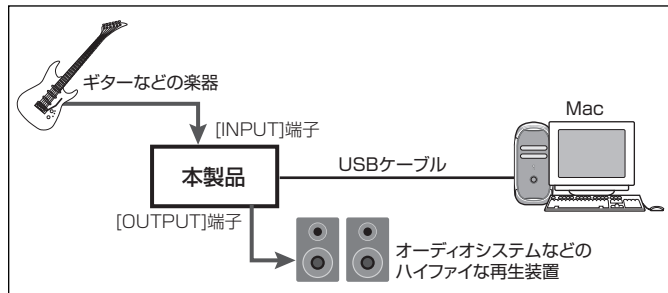 ギターなどの楽器
[INPUT]端子
Mac
本製品
USBケーブル
[OUTPUT]端子
オーディオシステムなどの
ハイファイな再生装置